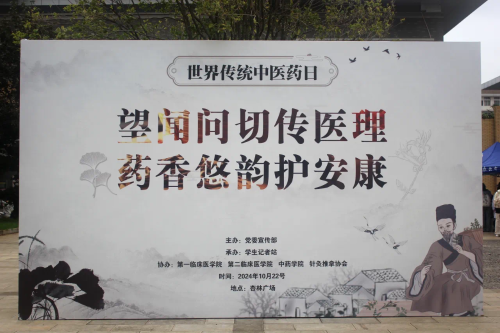 世界传统中医药日
望闻问切传医理
药香悠韵护安康
主办：党委宣传部
承办：学生记者站
协办：第一临床医学院 第二临床医学院 中药学院 针灸推拿协会
时间：2024年10月22号
地点：杏林广场